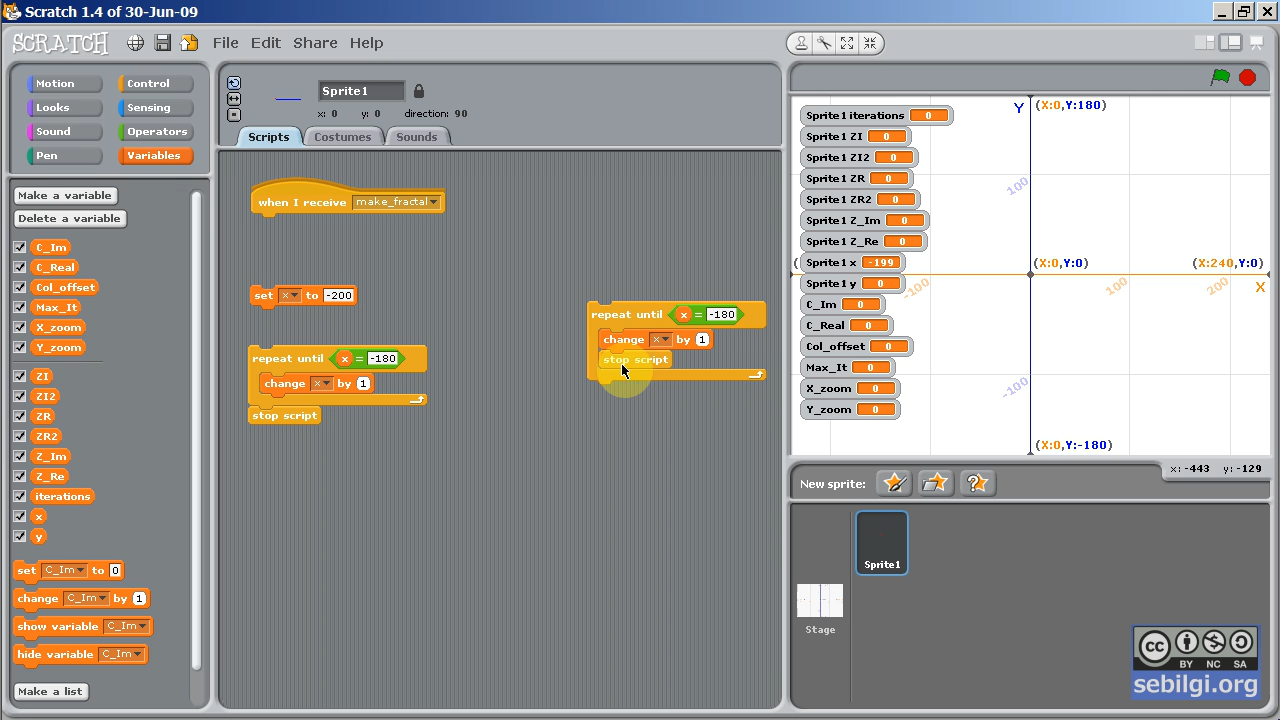 Scratch 1.4 of 30-Jun-09
SCRATCH
File Edit Share Help
Motion Control
Looks Sensing
Sound Operators
Pen Variables
Make a variable
Delete a variable
C_Im
C_Real
Col_offset
Max_It
X_zoom
Y_zoom
ZI
ZI2
ZR
ZR2
Z_Im
Z_Re
iterations
x
y
set C_Im to 0
change C_Im by 1
show variable C_Im
hide variable C_Im
Make a list
Sprite1
x: 0 y: 0 direction: 90
Scripts Costumes Sounds
when I receive make_fractal
set x to -200
repeat until x = -180
change x by 1
stop script
repeat until x = -180
change x by 1
stop script
Sprite1 iterations 0
Sprite1 ZI 0
Sprite1 ZI2 0
Sprite1 ZR 0
Sprite1 ZR2 0
Sprite1 Z_Im 0
Sprite1 Z_Re 0
Sprite1 x -199
Sprite1 y 0
C_Im 0
C_Real 0
Col_offset 0
Max_It 0
X_zoom 0
Y_zoom 0
Y (X:0,Y:180)
100
(X:0,Y:0) (X:240,Y:0)
-100 100 200 X
-100
(X:0,Y:-180)
x: -443 y: -129
New sprite:
Sprite1
Stage
cc
BY NC SA
sebilgi.org